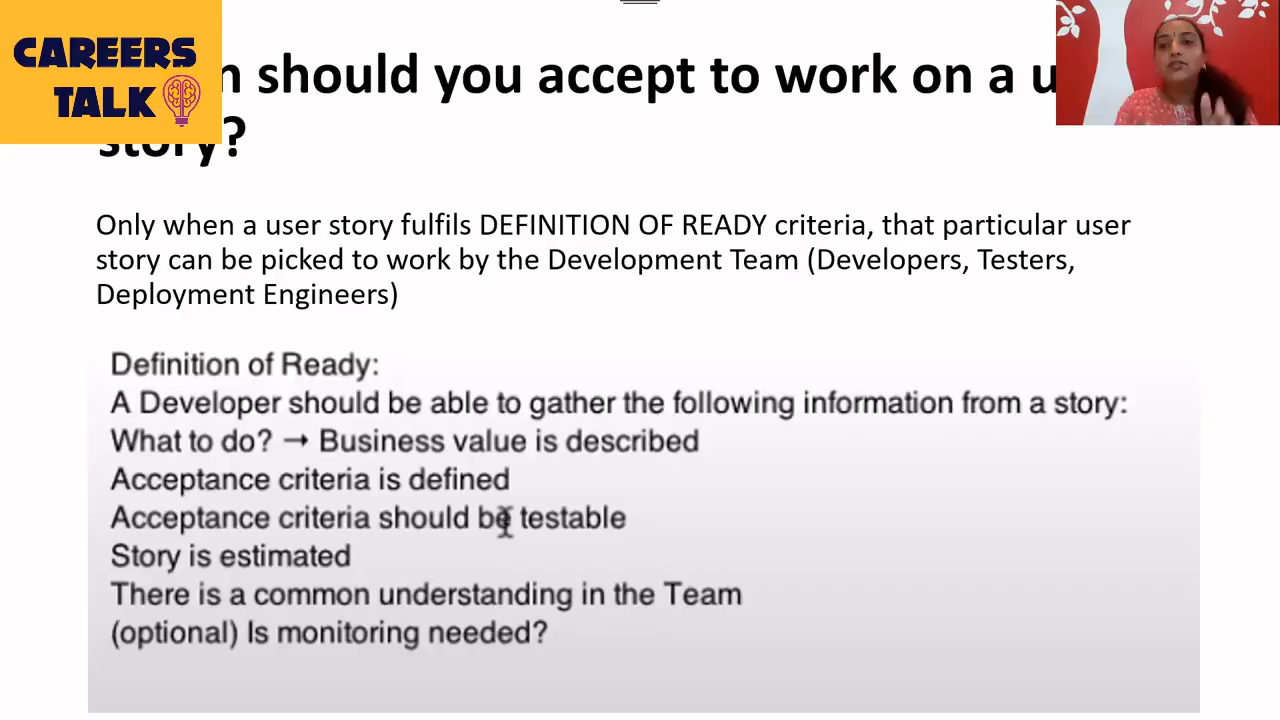 CAREERS
TALK
n should you accept to work on a u
story?
Only when a user story fulfils DEFINITION OF READY criteria, that particular user
story can be picked to work by the Development Team (Developers, Testers,
Deployment Engineers)
Definition of Ready:
A Developer should be able to gather the following information from a story:
What to do? → Business value is described
Acceptance criteria is defined
Acceptance criteria should be testable
Story is estimated
There is a common understanding in the Team
(optional) Is monitoring needed?